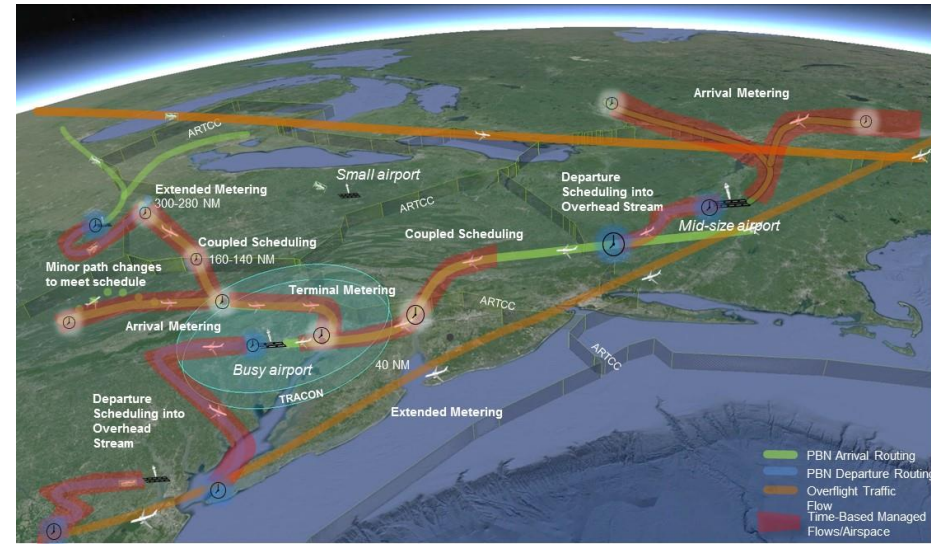 Arrival Metering
ARTCC
Small airport
Departure
Scheduling into
Overhead Stream
Extended Metering
300-280 NM
ARTCC
Mid-size airport
Coupled Scheduling
Coupled Scheduling
160-140 NM
Minor path changes
to meet schedule
Terminal Metering
ARTCC
Arrival Metering
ARTCC
Busy airport
40 NM
TRACON
Departure
Scheduling into
Overhead
Stream
Extended Metering
PBN Arrival Routing
PBN Departure Routing
Overflight Traffic
Flow
Time-Based Managed
Flows/Airspace